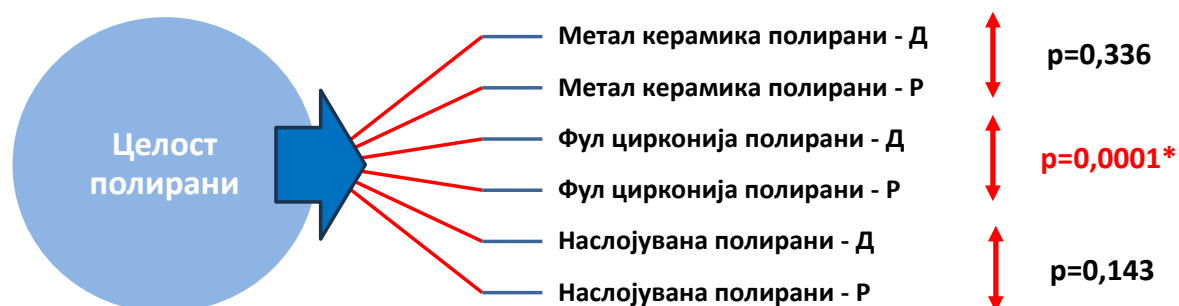 Целост
полирани
Метал керамика полирани - Д
Метал керамика полирани - Р
p=0,336
Фул цирконија полирани - Д
Фул цирконија полирани - Р
p=0,0001*
Наслојувана полирани - Д
Наслојувана полирани - Р
p=0,143